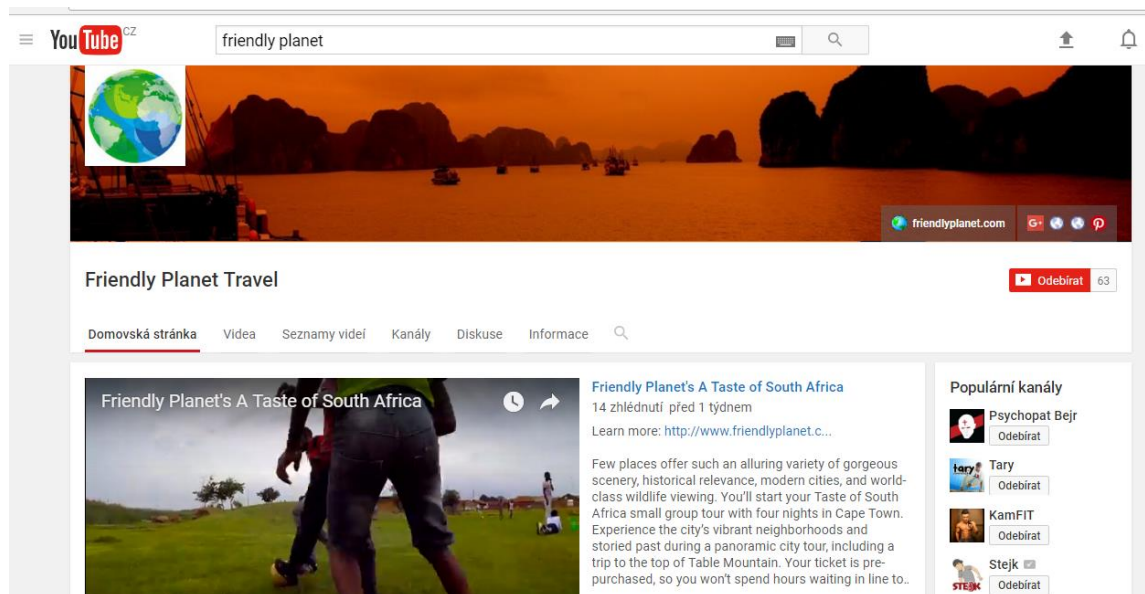 YouTube CZ
friendly planet
friendlyplanet.com
G+
Friendly Planet Travel
Odebírat 63
Domovská stránka Videa Seznamy videí Kanály Diskuse Informace
Friendly Planet's A Taste of South Africa
Friendly Planet's A Taste of South Africa
14 zhlédnutí před 1 týdnem
Learn more: http://www.friendlyplanet.c...
Few places offer such an alluring variety of gorgeous
scenery, historical relevance, modern cities, and world-
class wildlife viewing. You'll start your Taste of South
Africa small group tour with four nights in Cape Town.
Experience the city's vibrant neighborhoods and
storied past during a panoramic city tour, including a
trip to the top of Table Mountain. Your ticket is pre-
purchased, so you won't spend hours waiting in line to..
Populární kanály
Psychopat Bejr
Odebírat
tary
Tary
Odebírat
KamFIT
Odebírat
Stejk
STEJK
Odebírat